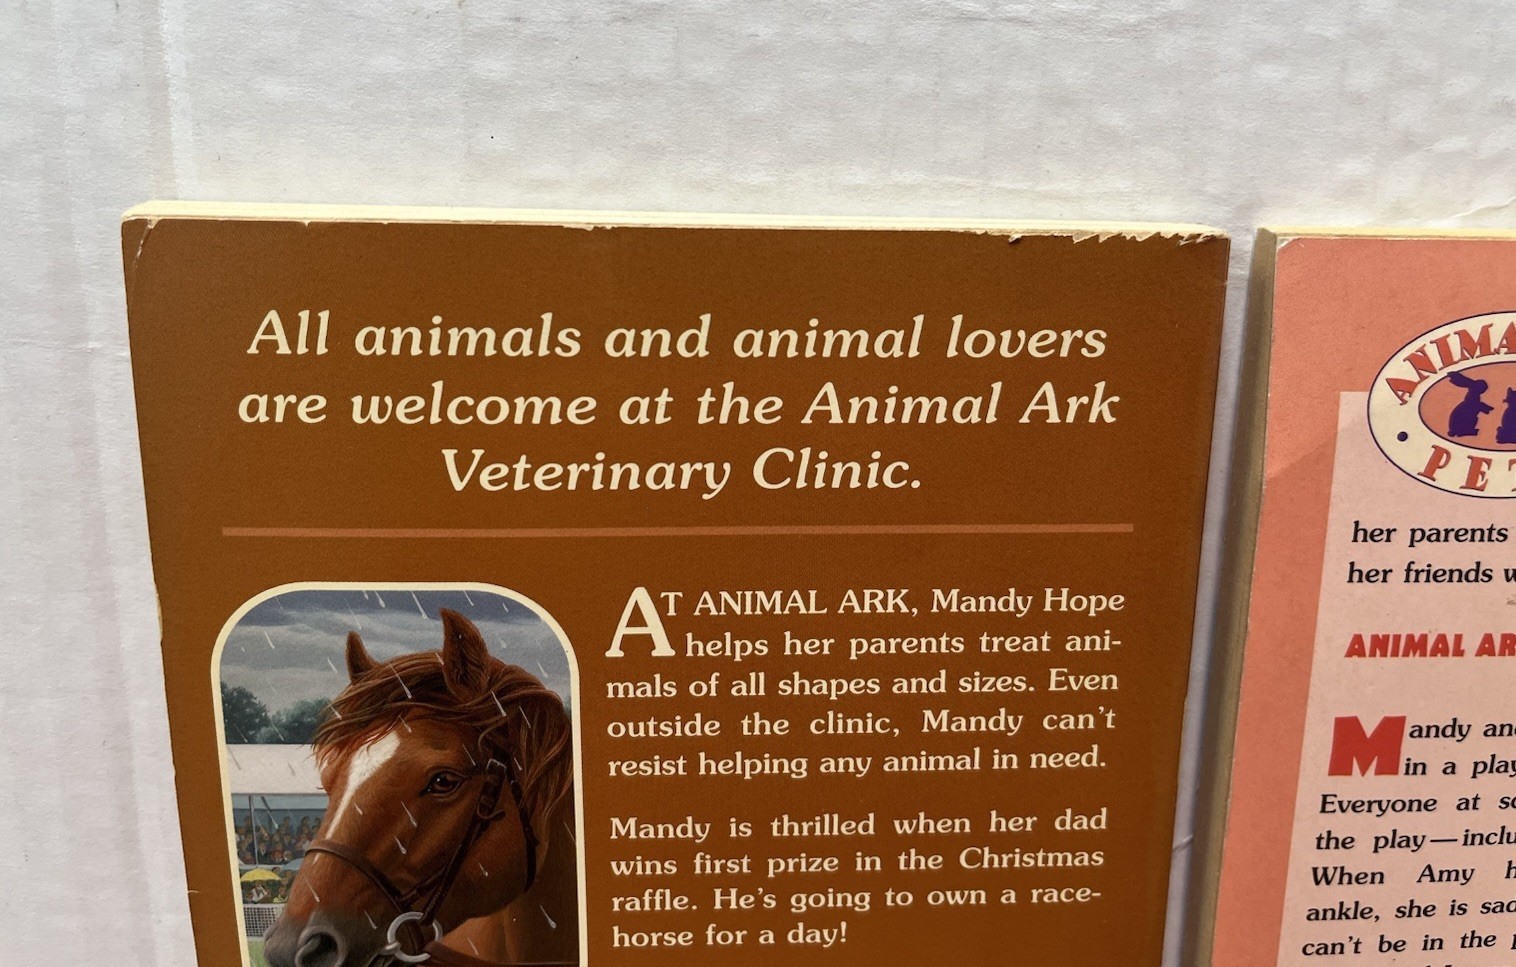 All animals and animal lovers
are welcome at the Animal Ark
Veterinary Clinic.
AT ANIMAL ARK, Mandy Hope
helps her parents treat ani-
mals of all shapes and sizes. Even
outside the clinic, Mandy can't
resist helping any animal in need.
Mandy is thrilled when her dad
wins first prize in the Christmas
raffle. He's going to own a race-
horse for a day!
her parents
her friends
ANIMAL
Mandy
in a
Everyone at
the play—
When Amy
ankle, she is
can't be in the